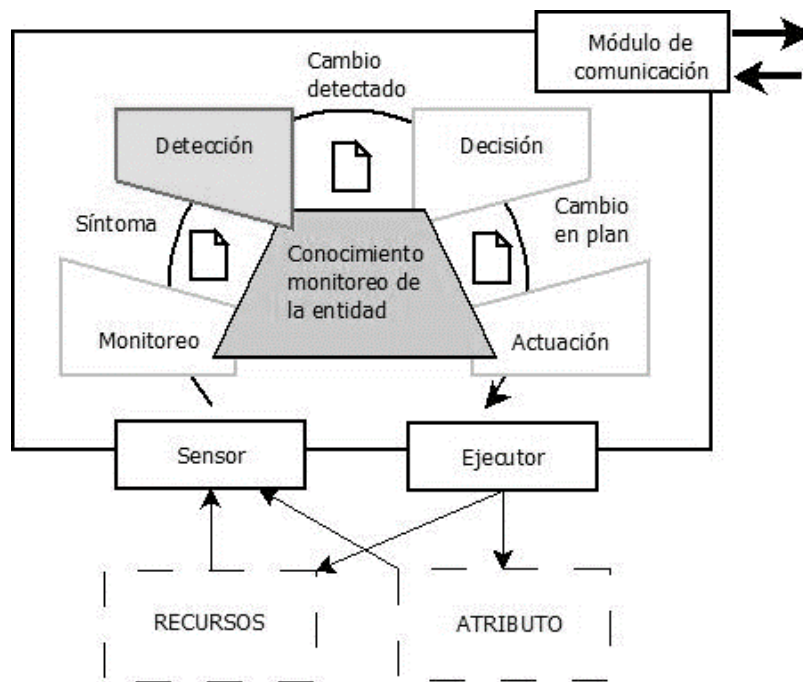 Módulo de
comunicación
Cambio
detectado
Detección
Decisión
Síntoma
Cambio
en plan
Conocimiento
monitoreo de
la entidad
Monitoreo
Actuación
Sensor
Ejecutor
RECURSOS
ATRIBUTO